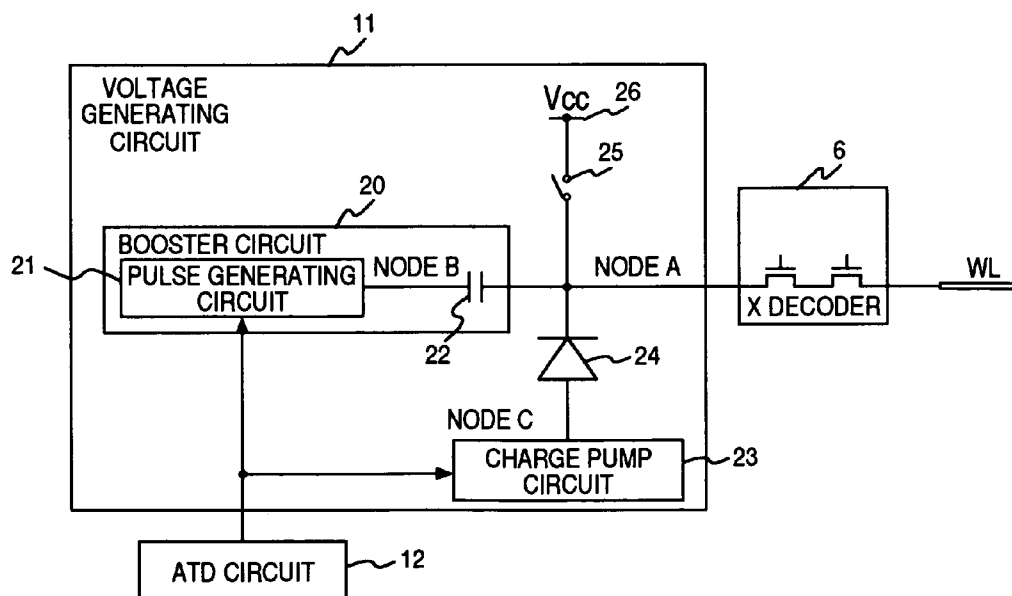 11
VOLTAGE
GENERATING
CIRCUIT
Vcc
26
25
6
20
BOOSTER CIRCUIT
21
PULSE GENERATING
CIRCUIT
NODE B
22
NODE A
X DECODER
WL
24
NODE C
CHARGE PUMP
CIRCUIT
23
ATD CIRCUIT
12